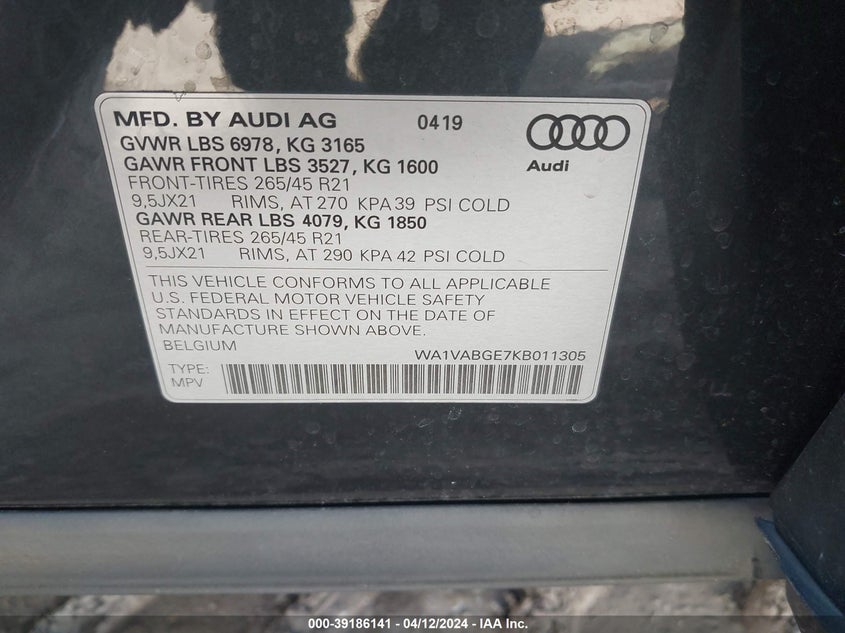 MFD. BY AUDI AG 0419
GVWR LBS 6978, KG 3165
GAWR FRONT LBS 3527, KG 1600
Audi
FRONT-TIRES 265/45 R21
9,5JX21 RIMS, AT 270 KPA 39 PSI COLD
GAWR REAR LBS 4079, KG 1850
REAR-TIRES 265/45 R21
9,5JX21 RIMS, AT 290 KPA 42 PSI COLD
THIS VEHICLE CONFORMS TO ALL APPLICABLE
U.S. FEDERAL MOTOR VEHICLE SAFETY
STANDARDS IN EFFECT ON THE DATE OF
MANUFACTURE SHOWN ABOVE.
BELGIUM WA1VABGE7KB011305
TYPE:
MPV
000-39186141 - 04/12/2024 - IAA Inc.